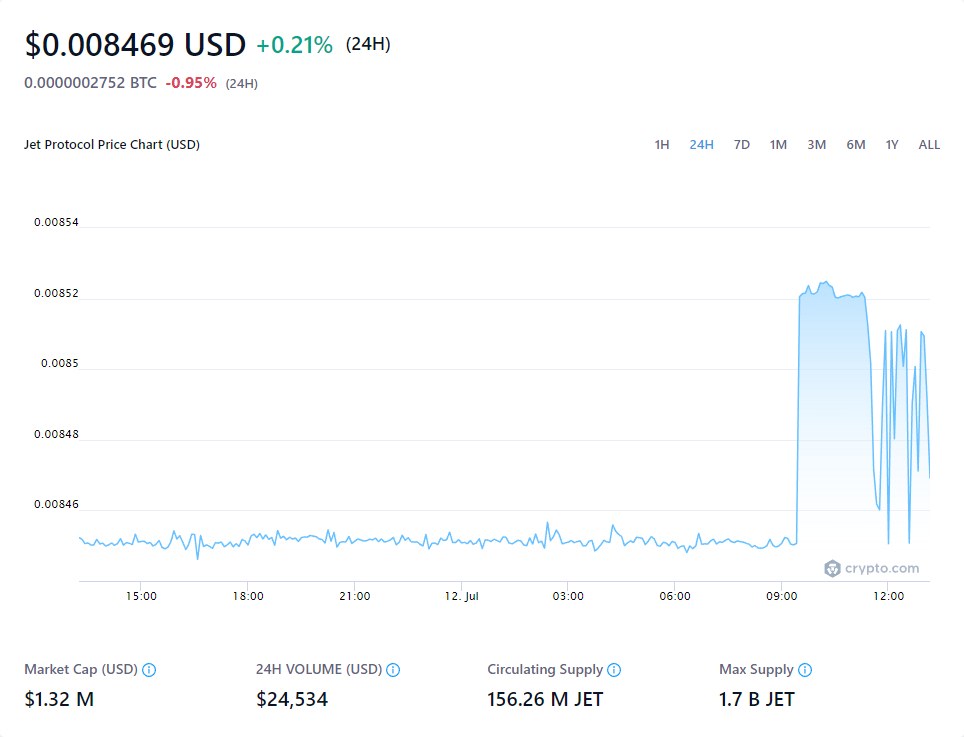 $0.008469 USD +0.21% (24H)
0.0000002752 BTC -0.95% (24H)
Jet Protocol Price Chart (USD) 1H 24H 7D 1M 3M 6M 1Y ALL
0.00854
0.00852
0.0085
0.00848
0.00846
crypto.com
15:00 18:00 21:00 12. Jul 03:00 06:00 09:00 12:00
Market Cap (USD) 24H VOLUME (USD) Circulating Supply Max Supply
$1.32 M $24,534 156.26 M JET 1.7 B JET